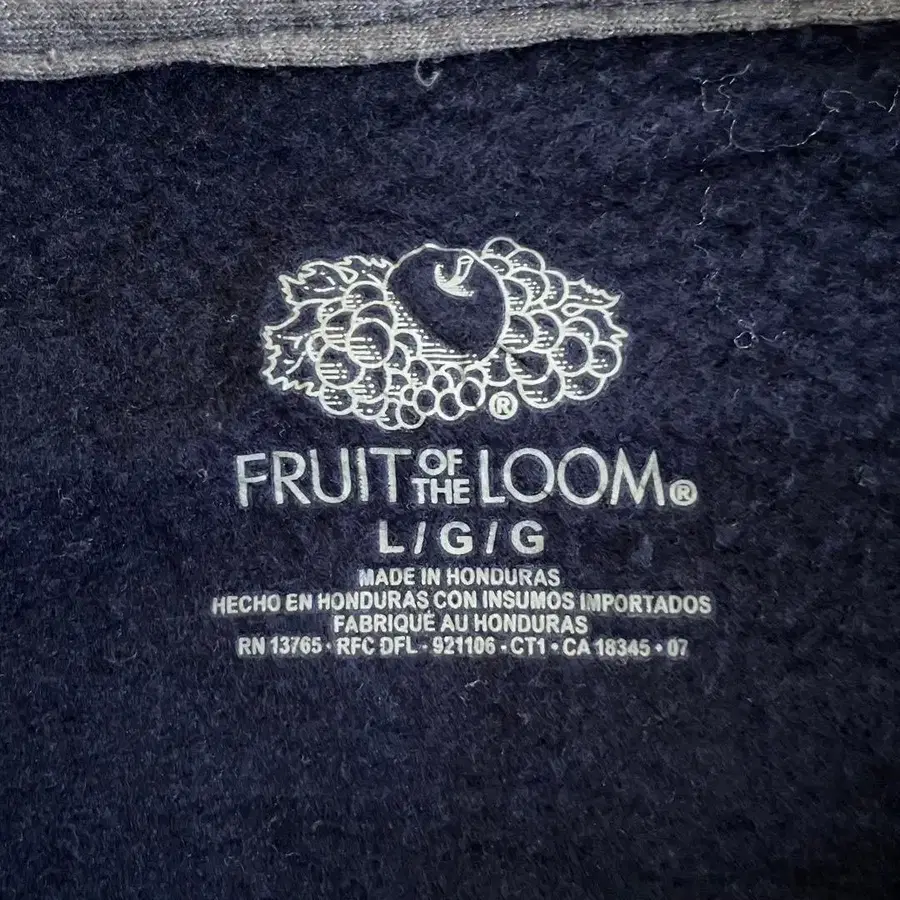 ®
FRUIT OF THE LOOM®
L/G/G
MADE IN HONDURAS
HECHO EN HONDURAS CON INSUMOS IMPORTADOS
FABRIQUÉ AU HONDURAS
RN 13765 • RFC DFL - 921106 - CT1 • CA 18345 • 07